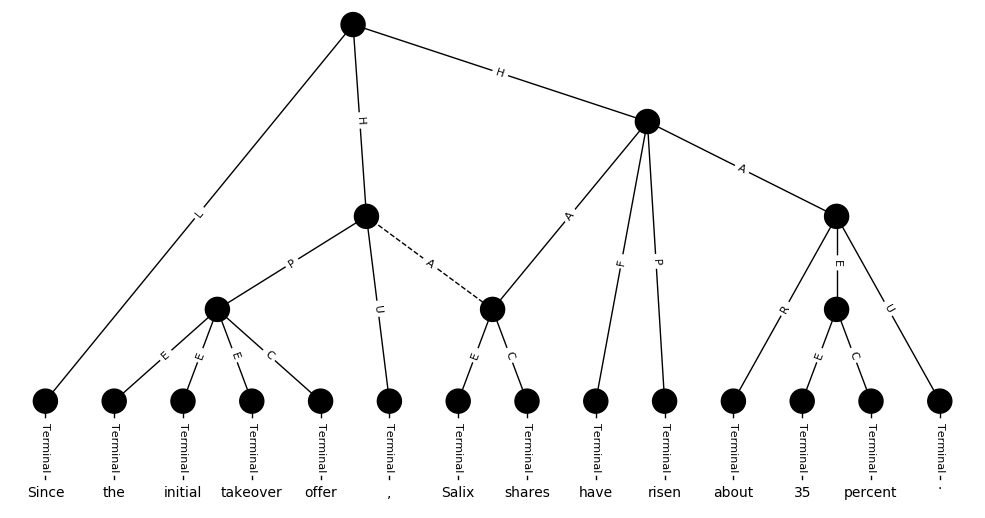 H
H
A
L
A
F
P
P
A
E
U
R
U
E
E
E
C
E
C
E
C
Terminal Terminal Terminal Terminal Terminal Terminal Terminal Terminal Terminal Terminal Terminal Terminal Terminal Terminal
Since the initial takeover offer , Salix shares have risen about 35 percent .